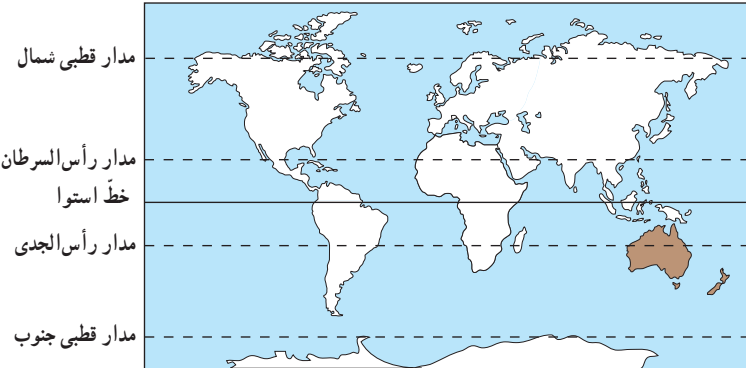 مدار قطبی شمال
مدار رأس‌السرطان
خطّ استوا
مدار رأس‌الجدی
مدار قطبی جنوب